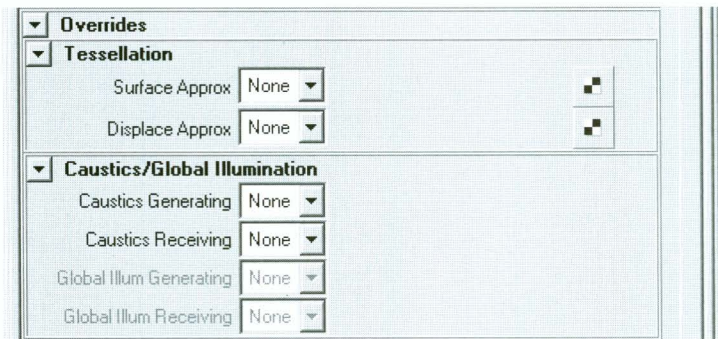 Overrides
Tessellation
Surface Approx None
Displace Approx None
Caustics/Global Illumination
Caustics Generating None
Caustics Receiving None
Global Illum Generating None
Global Illum Receiving None